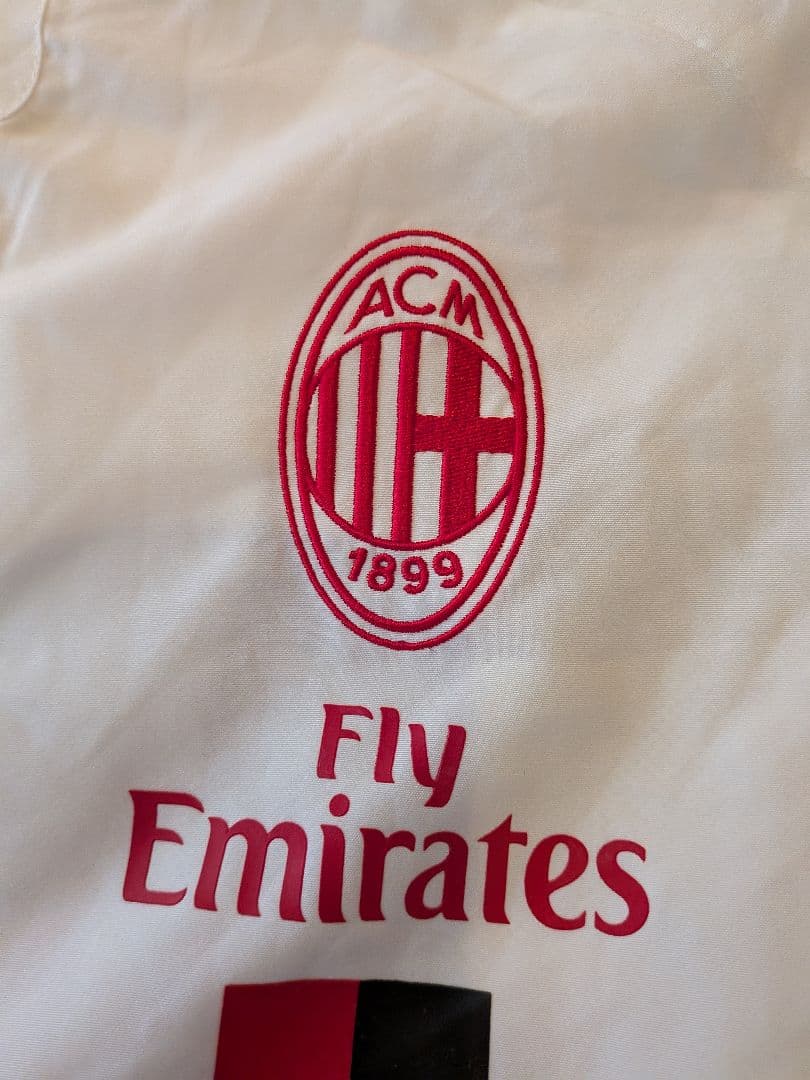 ACM
1899
Fly
Emirates